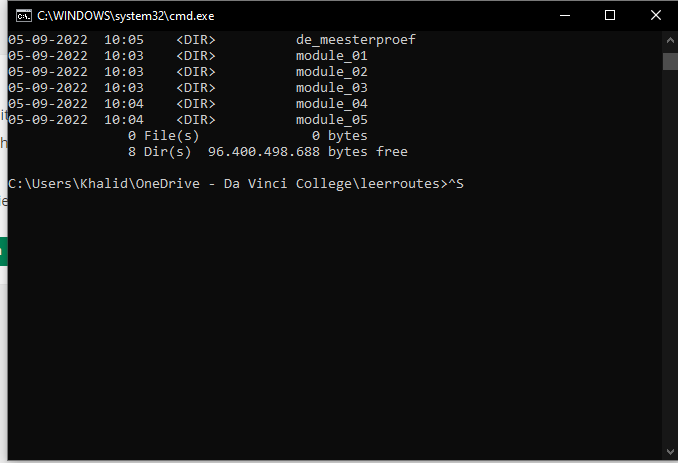 C:\WINDOWS\system32\cmd.exe
05-09-2022  10:05    <DIR>          de_meesterproef
05-09-2022  10:03    <DIR>          module_01
05-09-2022  10:03    <DIR>          module_02
05-09-2022  10:03    <DIR>          module_03
05-09-2022  10:04    <DIR>          module_04
05-09-2022  10:04    <DIR>          module_05
               0 File(s)              0 bytes
               8 Dir(s)  96.400.498.688 bytes free
C:\Users\Khalid\OneDrive - Da Vinci College\leerroutes>^S